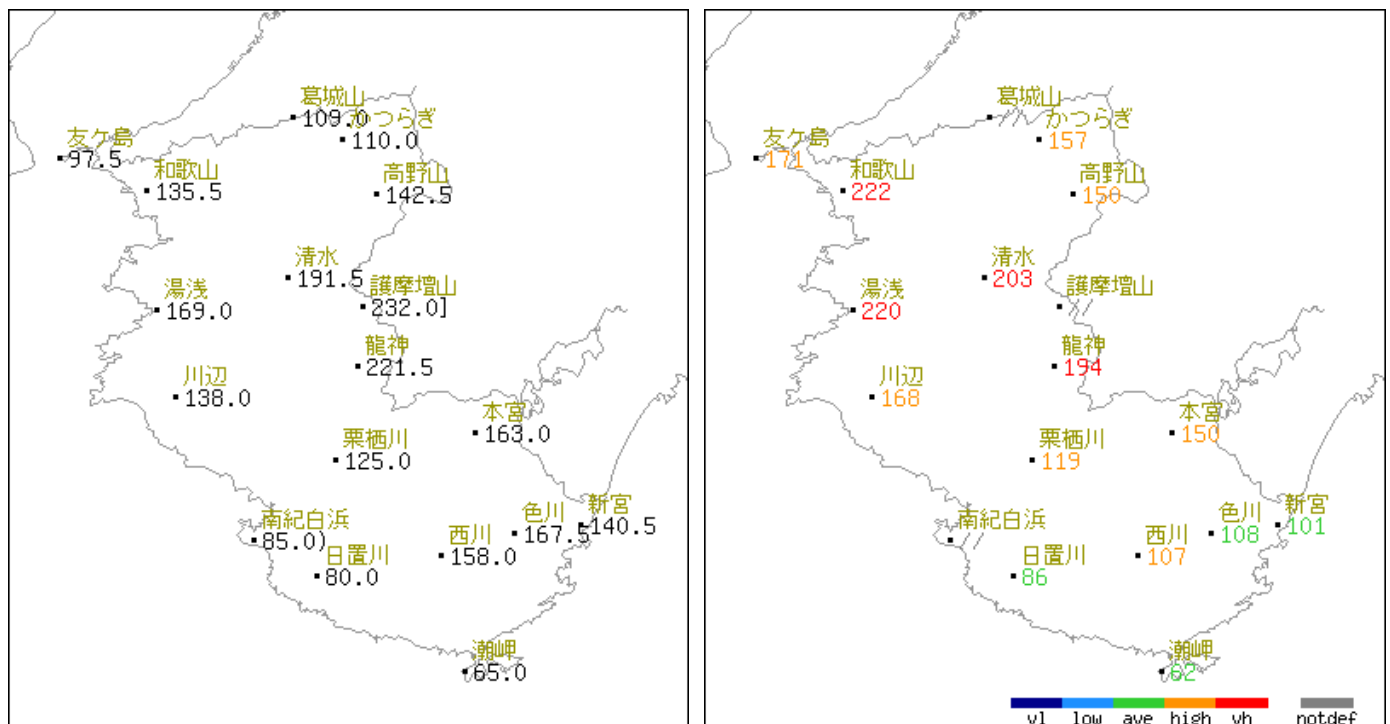 葛城山
109.0
かつらぎ
110.0
友ケ島
97.5
和歌山
135.5
高野山
142.5
清水
191.5
護摩壇山
232.0]
湯浅
169.0
龍神
221.5
川辺
138.0
本宮
163.0
栗栖川
125.0
南紀白浜
85.0)
日置川
80.0
西川
158.0
色川
167.5
新宮
140.5
潮岬
65.0
葛城山
//
かつらぎ
157
友ケ島
171
和歌山
222
高野山
150
清水
203
護摩壇山
//
湯浅
220
龍神
194
川辺
168
本宮
150
栗栖川
119
南紀白浜
//
日置川
86
西川
107
色川
108
新宮
101
潮岬
62
vl low ave high vh notdef